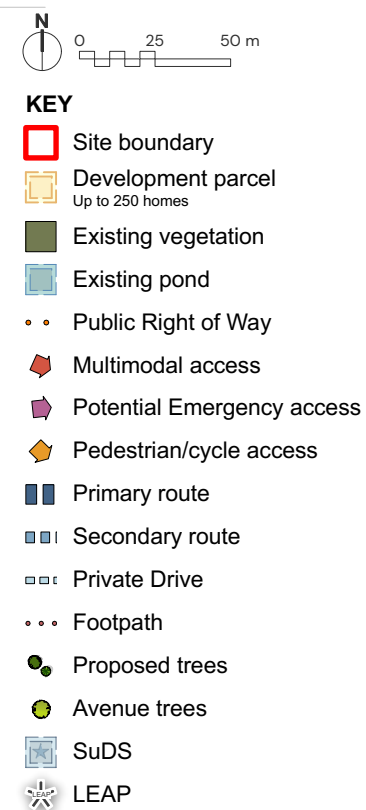 N
0 25 50 m
KEY
Site boundary
Development parcel
Up to 250 homes
Existing vegetation
Existing pond
Public Right of Way
Multimodal access
Potential Emergency access
Pedestrian/cycle access
Primary route
Secondary route
Private Drive
Footpath
Proposed trees
Avenue trees
SuDS
LEAP LEAP